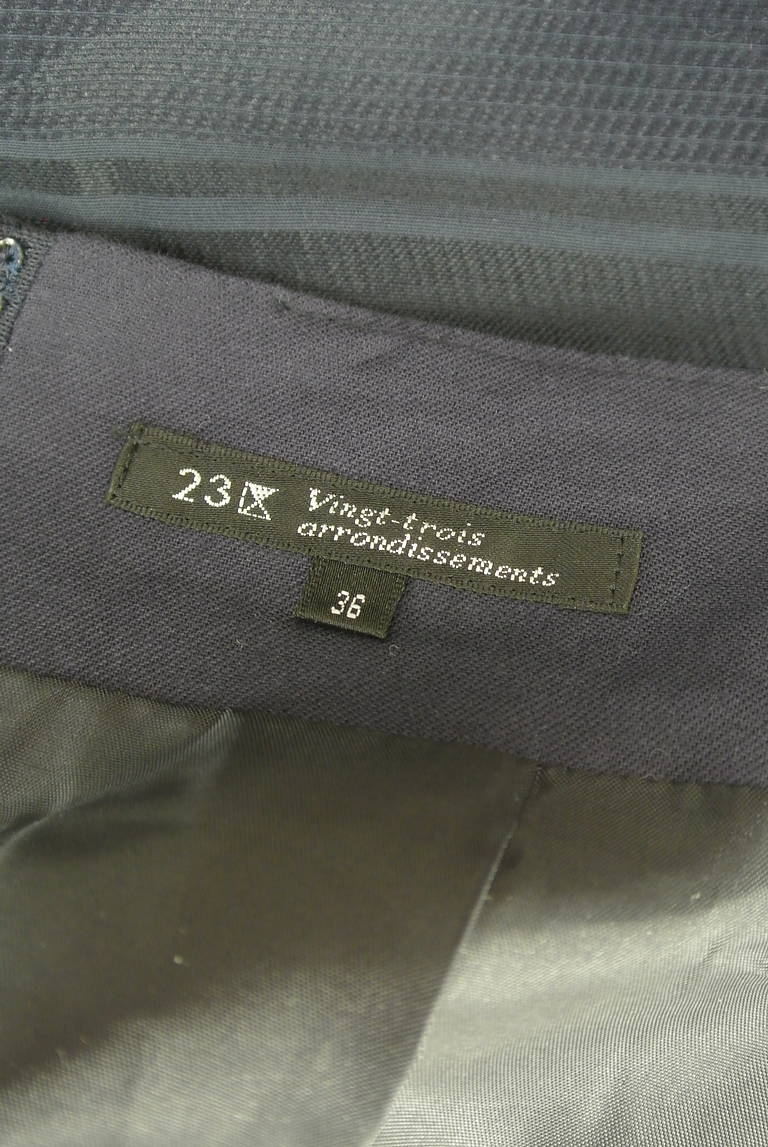 23区 Vingt-trois
arrondissements
36